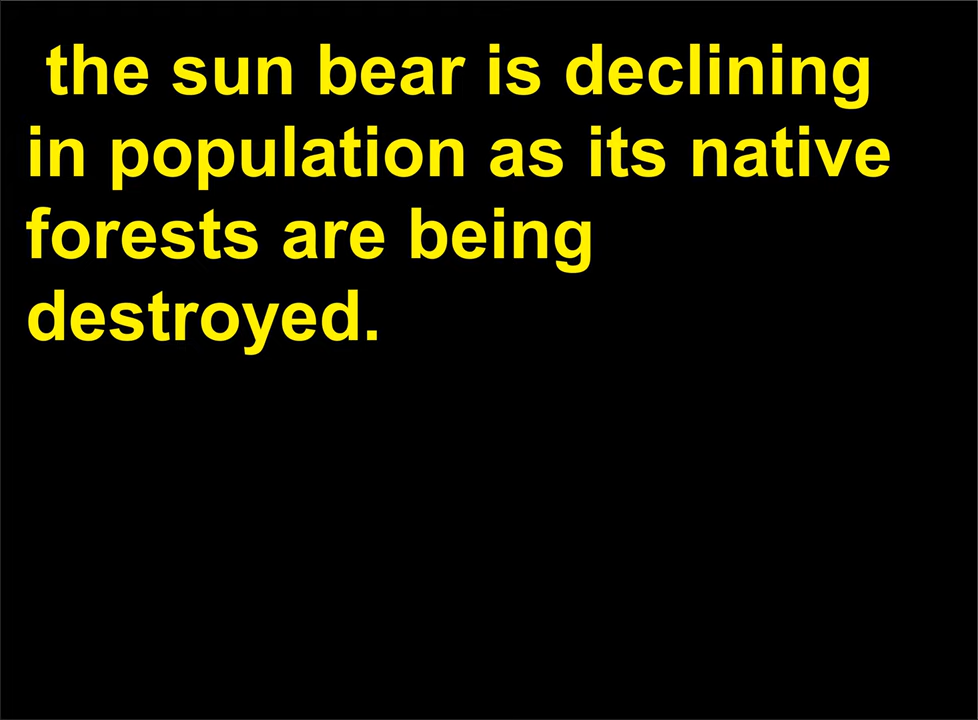 the sun bear is declining
in population as its native
forests are being
destroyed.